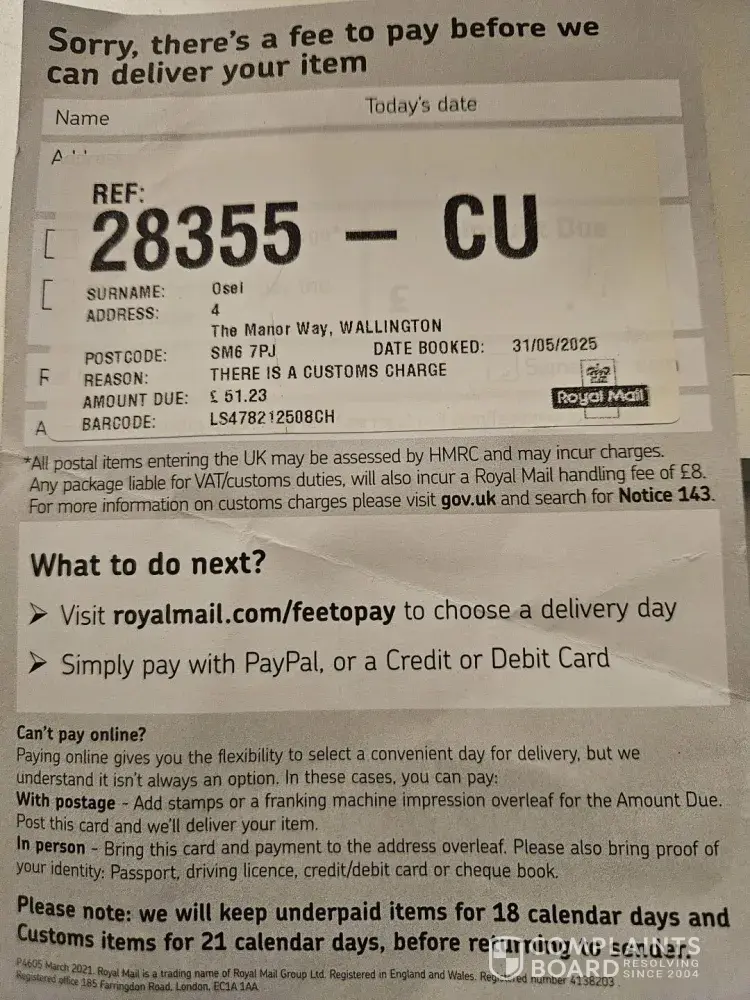 Sorry, there's a fee to pay before we
can deliver your item
Name
Today's date
REF:
28355 – CU
SURNAME: Osei
ADDRESS: 4
The Manor Way, WALLINGTON
POSTCODE: SM6 7PJ DATE BOOKED: 31/05/2025
REASON: THERE IS A CUSTOMS CHARGE
AMOUNT DUE: £ 51.23
BARCODE: LS478212508CH
Royal Mail
F
A
*All postal items entering the UK may be assessed by HMRC and may incur charges.
Any package liable for VAT/customs duties, will also incur a Royal Mail handling fee of £8.
For more information on customs charges please visit gov.uk and search for Notice 143.
What to do next?
➤ Visit royalmail.com/feetopay to choose a delivery day
➤ Simply pay with PayPal, or a Credit or Debit Card
Can't pay online?
Paying online gives you the flexibility to select a convenient day for delivery, but we
understand it isn't always an option. In these cases, you can pay:
With postage - Add stamps or a franking machine impression overleaf for the Amount Due.
Post this card and we'll deliver your item.
In person - Bring this card and payment to the address overleaf. Please also bring proof of
your identity: Passport, driving licence, credit/debit card or cheque book.
Please note: we will keep underpaid items for 18 calendar days and
Customs items for 21 calendar days, before returning to sender.
P4605 March 2021. Royal Mail is a trading name of Royal Mail Group Ltd. Registered in England and Wales. Registered number 4138203.
Registered office 185 Farringdon Road, London, EC1A 1AA
COMPLAINTS
BOARD RESOLVING
SINCE 2004